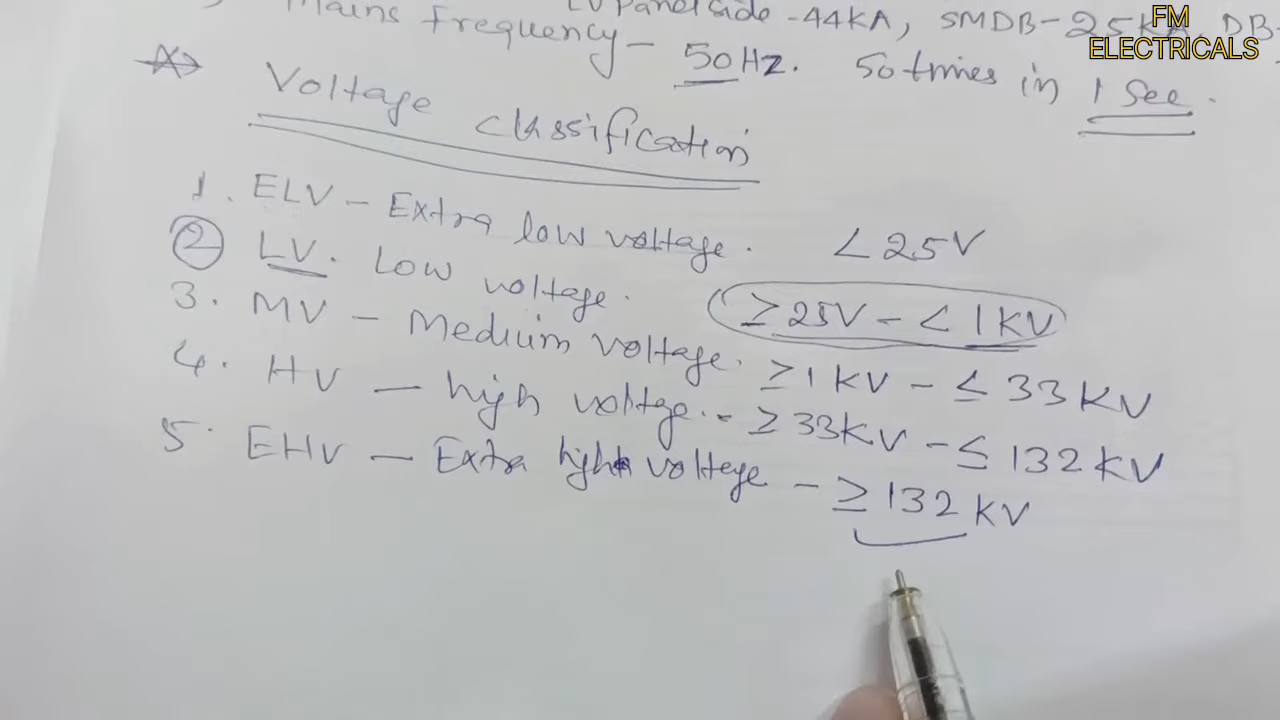 Mains Frequency - 50Hz. 50 times in 1 Sec.
LV Panel side - 44KA, SMDB - 25KA, DB-
FM
ELECTRICALS
Voltage classification
1. ELV - Extra low voltage. < 25V
2 LV. Low voltage. ≥ 25V - < 1KV
3. MV - Medium voltage. ≥ 1KV - ≤ 33KV
4. HV - high voltage. - ≥ 33KV - ≤ 132KV
5. EHV - Extra high voltage - ≥ 132KV